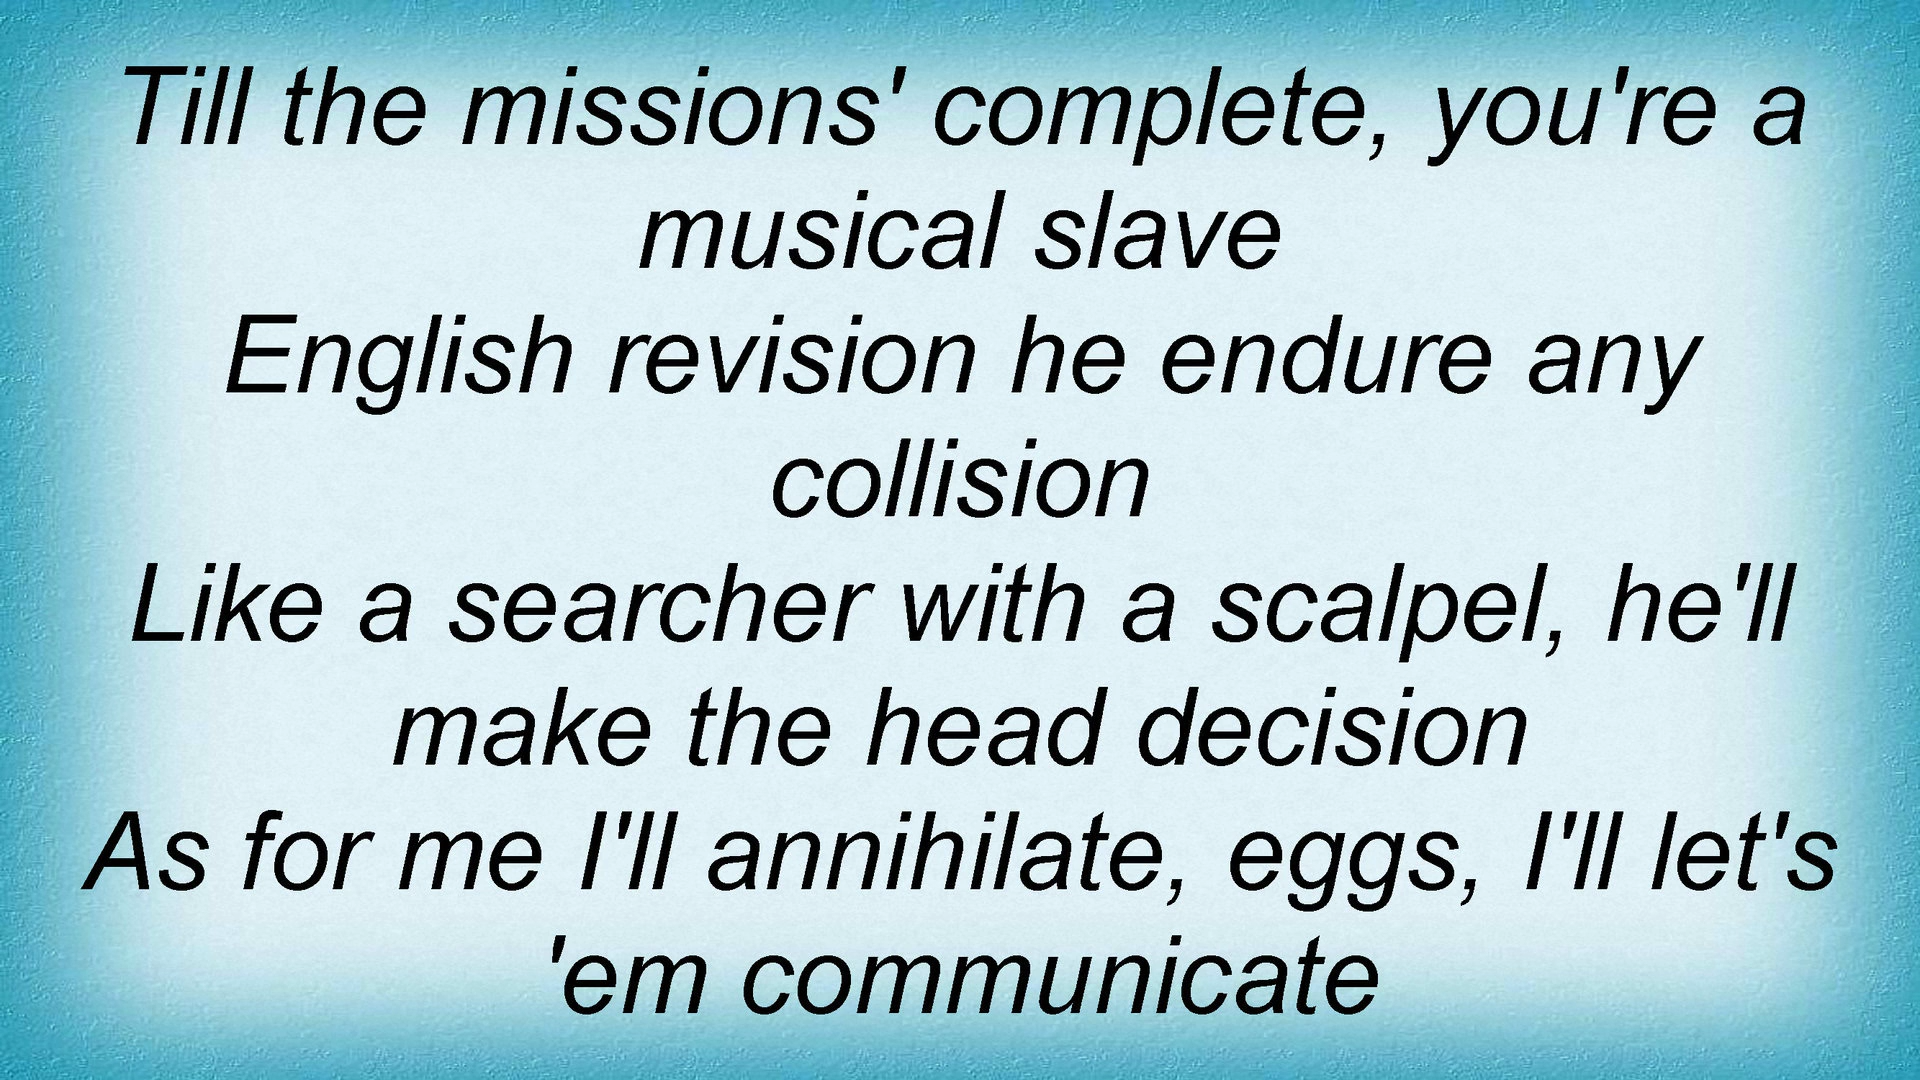 Till the missions' complete, you're a
musical slave
English revision he endure any
collision
Like a searcher with a scalpel, he'll
make the head decision
As for me I'll annihilate, eggs, I'll let's
'em communicate